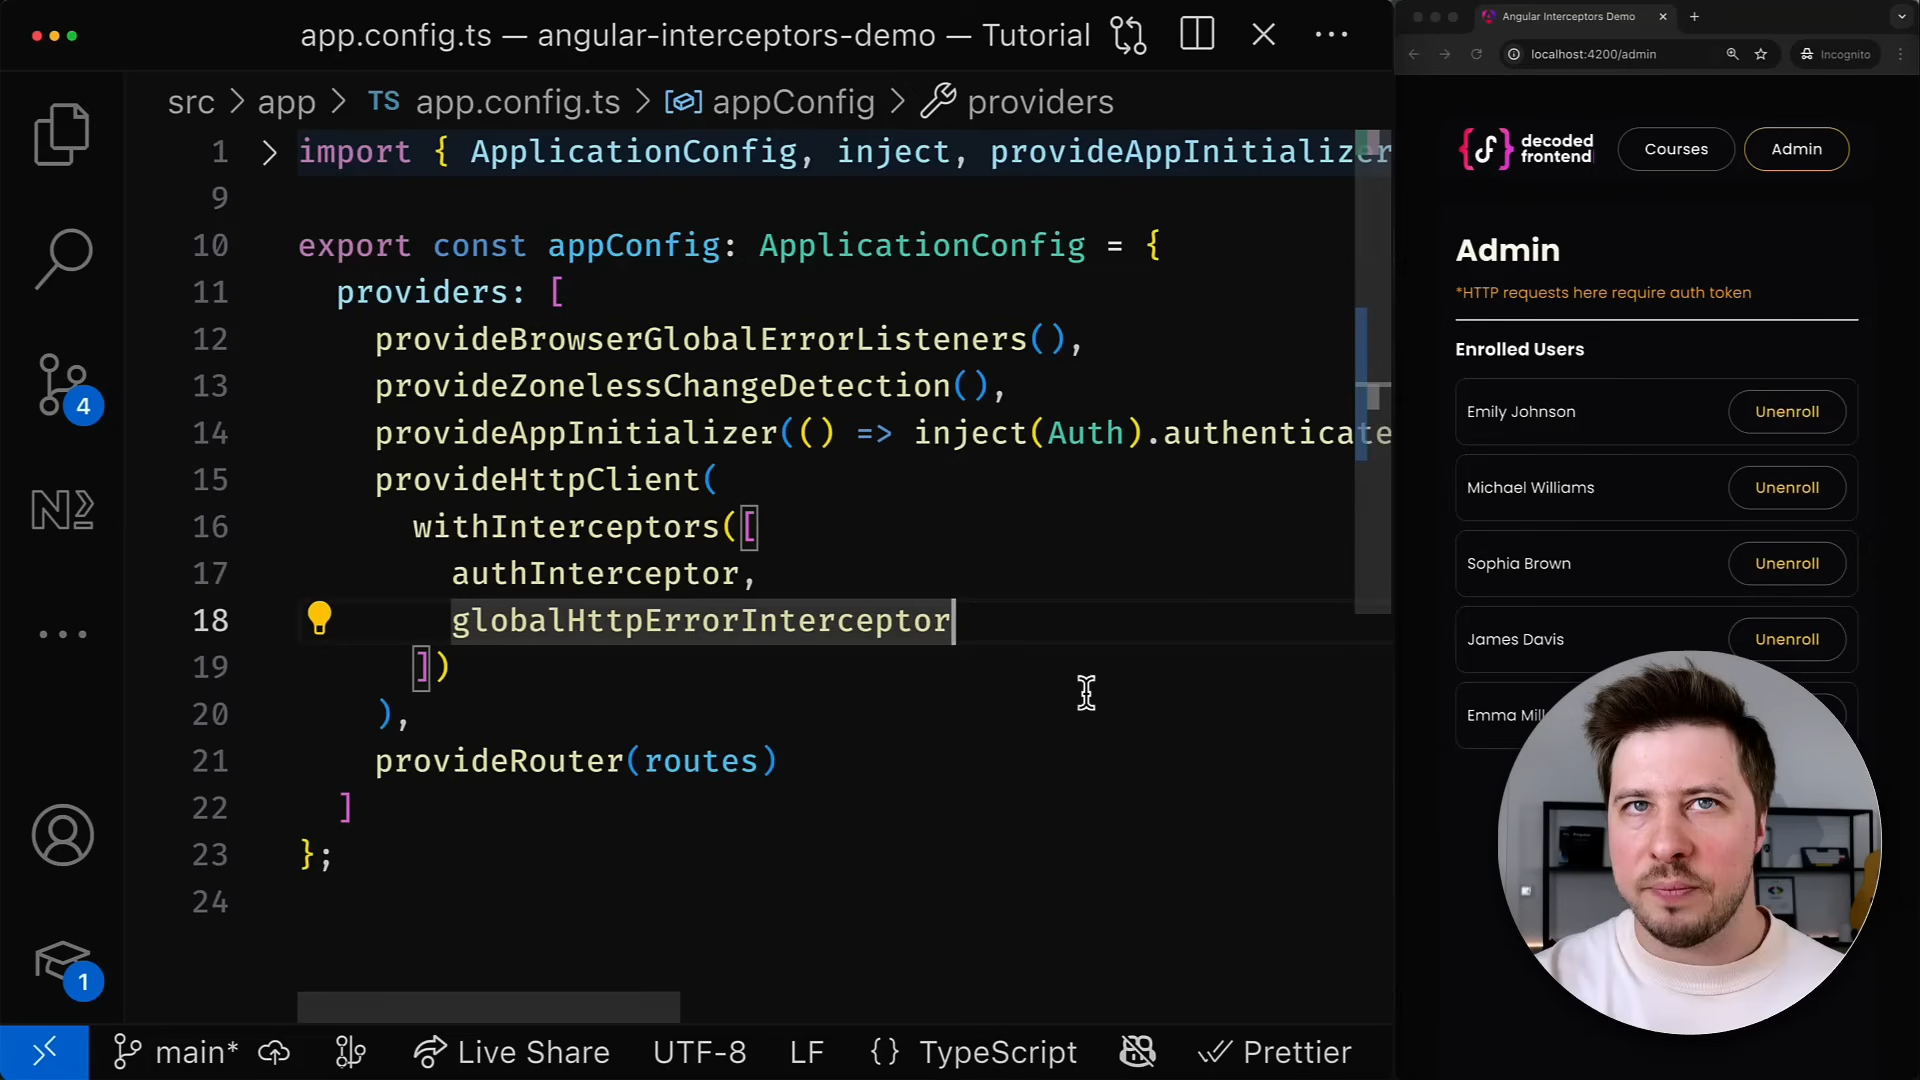 app.config.ts — angular-interceptors-demo — Tutorial
src > app > TS app.config.ts > appConfig > providers
1 import { ApplicationConfig, inject, provideAppInitializer
9
10 export const appConfig: ApplicationConfig = {
11 providers: [
12 provideBrowserGlobalErrorListeners(),
13 provideZonelessChangeDetection(),
14 provideAppInitializer(() => inject(Auth).authenticate
15 provideHttpClient(
16 withInterceptors([
17 authInterceptor,
18 globalHttpErrorInterceptor
19 ])
20 ),
21 provideRouter(routes)
22 ]
23 };
24
4
1
main*
Live Share
UTF-8
LF
{} TypeScript
Prettier
Angular Interceptors Demo
localhost:4200/admin
Incognito
decoded
frontend
Courses
Admin
Admin
*HTTP requests here require auth token
Enrolled Users
Emily Johnson
Unenroll
Michael Williams
Unenroll
Sophia Brown
Unenroll
James Davis
Unenroll
Emma